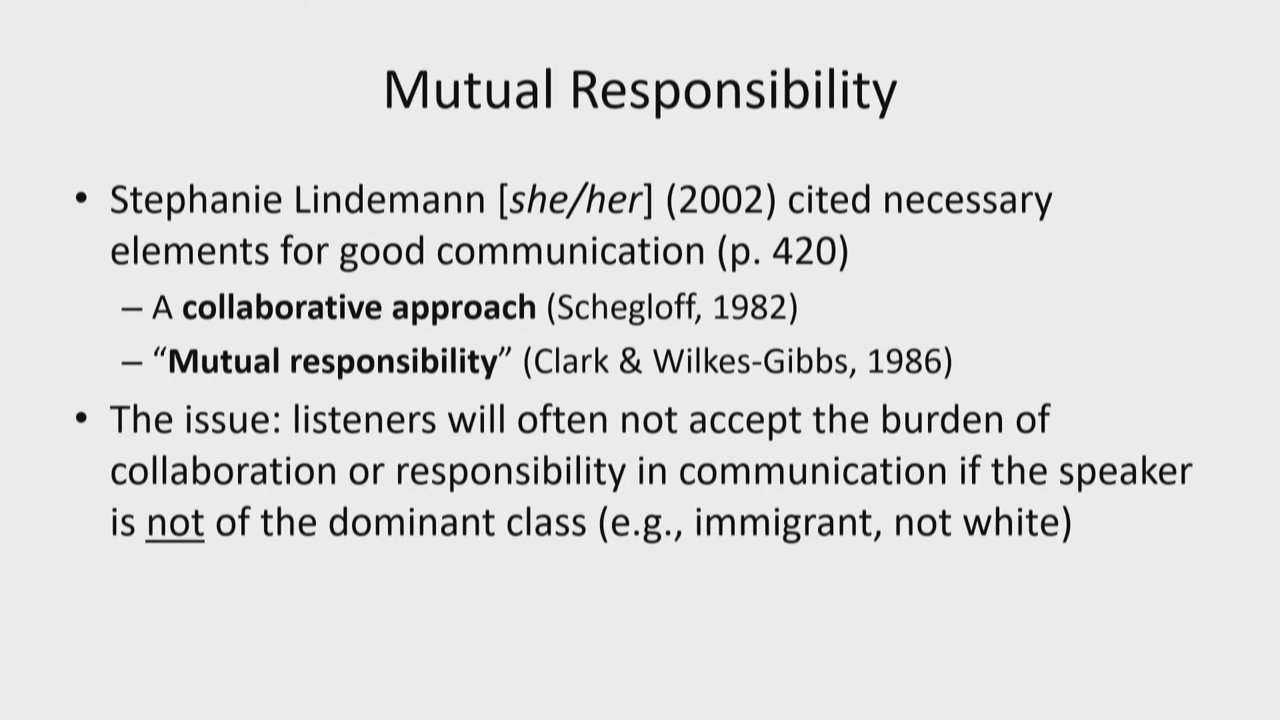 Mutual Responsibility
• Stephanie Lindemann [she/her] (2002) cited necessary
elements for good communication (p. 420)
– A collaborative approach (Schegloff, 1982)
– “Mutual responsibility” (Clark & Wilkes-Gibbs, 1986)
• The issue: listeners will often not accept the burden of
collaboration or responsibility in communication if the speaker
is not of the dominant class (e.g., immigrant, not white)